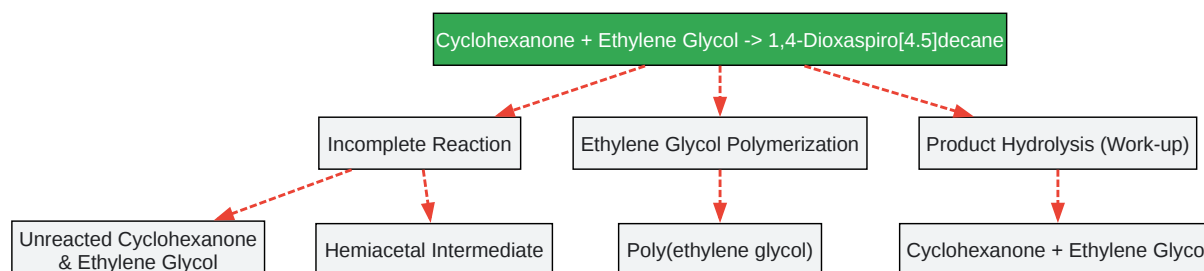 Cyclohexanone + Ethylene Glycol -> 1,4-Dioxaspiro[4.5]decane
Incomplete Reaction
Ethylene Glycol Polymerization
Product Hydrolysis (Work-up)
Unreacted Cyclohexanone
& Ethylene Glycol
Hemiacetal Intermediate
Poly(ethylene glycol)
Cyclohexanone + Ethylene Glyco